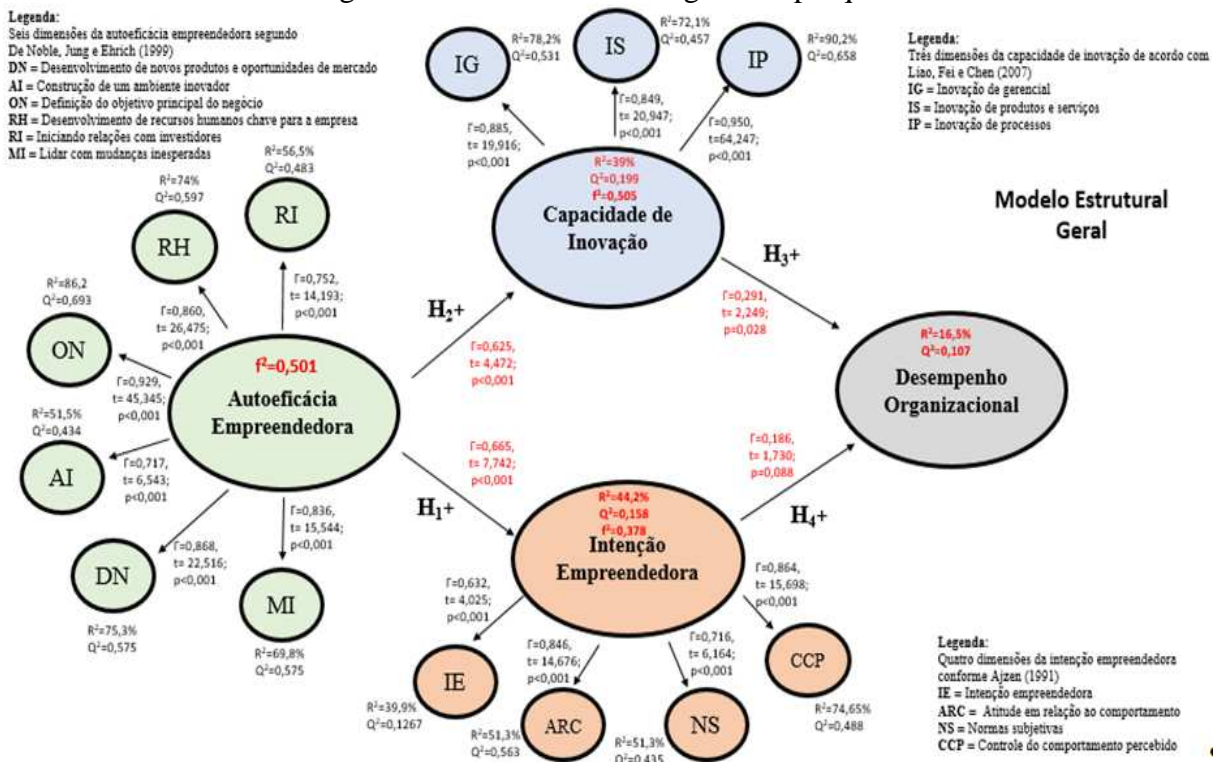 Legenda:
Seis dimensões da autoeficácia empreendedora segundo
De Noble, Jung e Ehrich (1999)
DN = Desenvolvimento de novos produtos e oportunidades de mercado
AI = Construção de um ambiente inovador
ON = Definição do objetivo principal do negócio
RH = Desenvolvimento de recursos humanos chave para a empresa
RI = Iniciando relações com investidores
MI = Lidar com mudanças inesperadas
R²=78,2%
Q²=0,531
IG
IS
R²=72,1%
Q²=0,457
IP
R²=90,2%
Q²=0,658
Legenda:
Três dimensões da capacidade de inovação de acordo com
Liao, Fei e Chen (2007)
IG = Inovação de gerencial
IS = Inovação de produtos e serviços
IP = Inovação de processos
Γ=0,885,
t= 19,916;
p<0,001
Γ=0,849,
t= 20,947;
p<0,001
Γ=0,950,
t=64,247;
p<0,001
R²=39%
Q²=0,199
f²=0,505
Capacidade de
Inovação
Modelo Estrutural
Geral
R²=56,5%
Q²=0,483
RI
R²=74%
Q²=0,597
RH
R²=86,2
Q²=0,693
ON
R²=51,5%
Q²=0,434
AI
DN
R²=75,3%
Q²=0,575
MI
R²=69,8%
Q²=0,575
Γ=0,752,
t= 14,193;
p<0,001
Γ=0,860,
t= 26,475;
p<0,001
Γ=0,929,
t= 45,345;
p<0,001
Γ=0,717,
t= 6,543;
p<0,001
Γ=0,868,
t= 22,516;
p<0,001
Γ=0,836,
t= 15,544;
p<0,001
f²=0,501
Autoeficácia
Empreendedora
H₂+
Γ=0,625,
t= 4,472;
p<0,001
H₃+
Γ=0,291,
t= 2,249;
p=0,028
Γ=0,665,
t= 7,742;
p<0,001
H₁+
R²=16,5%
Q²=0,107
Desempenho
Organizacional
Γ=0,186,
t= 1,730;
p=0,088
H₄+
R²=44,2%
Q²=0,158
f²=0,378
Intenção
Empreendedora
Γ=0,632,
t= 4,025;
p<0,001
Γ=0,846,
t= 14,676;
p<0,001
Γ=0,716,
t= 6,164;
p<0,001
Γ=0,864,
t= 15,698;
p<0,001
IE
R²=39,9%
Q²=0,1267
ARC
R²=51,3%
Q²=0,563
NS
R²=51,3%
Q²=0,435
CCP
R²=74,65%
Q²=0,488
Legenda:
Quatro dimensões da intenção empreendedora
conforme Ajzen (1991)
IE = Intenção empreendedora
ARC = Atitude em relação ao comportamento
NS = Normas subjetivas
CCP = Controle do comportamento percebido